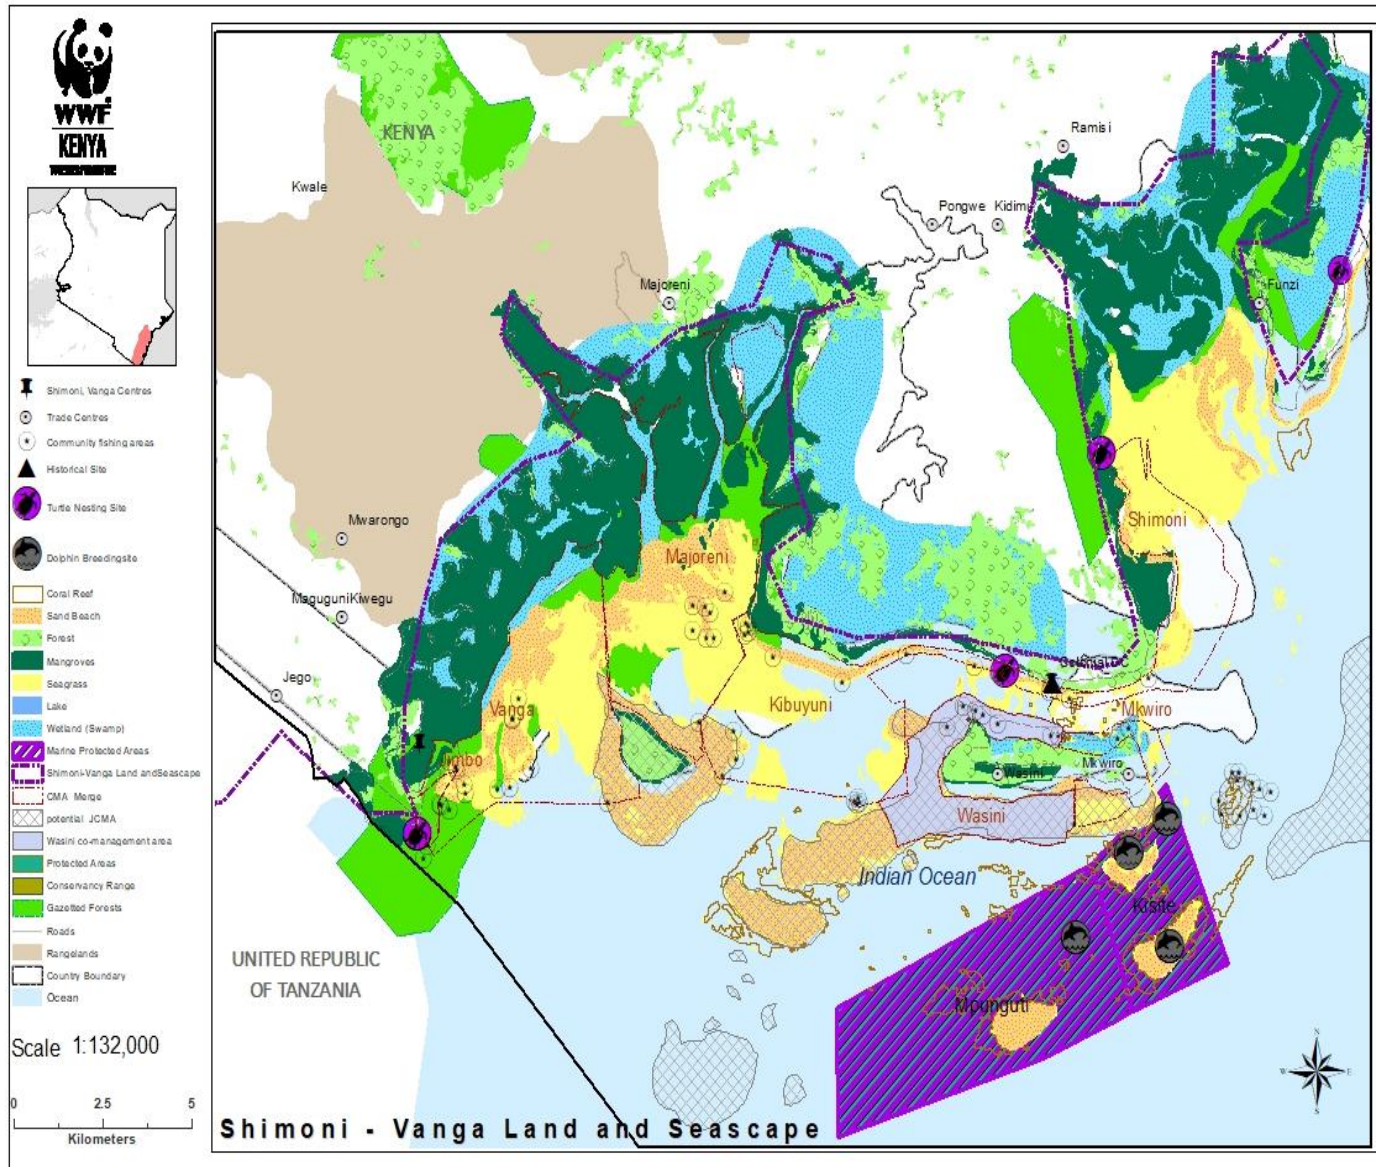 WWF
KENYA
Shimoni, Vanga Centres
Trade Centres
Community fishing areas
Historical Site
Turtle Nesting Site
Dolphin Breedingsite
Coral Reef
Sand Beach
Forest
Mangroves
Seagrass
Lake
Wetland (Swamp)
Marine Protected Areas
Shimoni-Vanga Land andSeascape
CMA Merge
potential JCMA
Wasini co-management area
Protected Areas
Conservancy Range
Gazetted Forests
Roads
Rangelands
Country Boundary
Ocean
Scale 1:132,000
0 2.5 5
Kilometers
KENYA
Kwale
Ramisi
Pongwe
Kidimu
Majoreni
Funzi
Mwarongo
Shimoni
Majoreni
MaguguniKiwegu
Jego
Vanga
Kibuyuni
Mkwiro
Wasini
Mkwiro
Wasini
Indian Ocean
Kisite
Mpunguti
UNITED REPUBLIC
OF TANZANIA
N
W
E
S
Shimoni - Vanga Land and Seascape